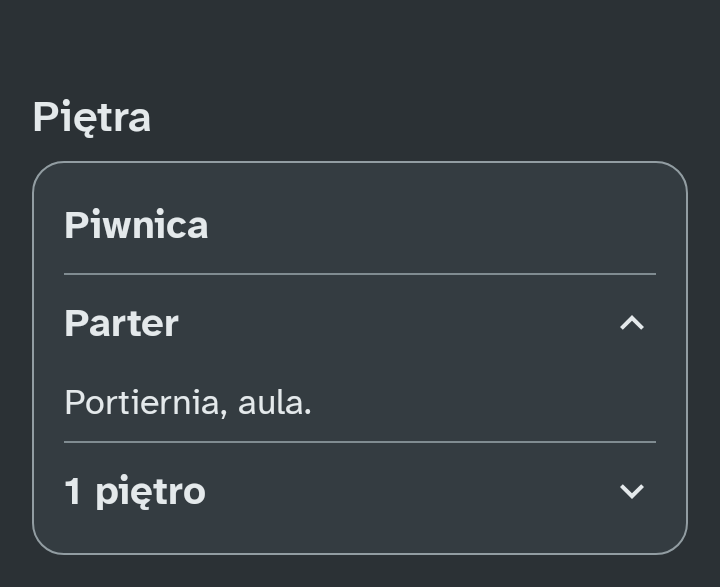 Piętra
Piwnica
Parter
Portiernia, aula.
1 piętro